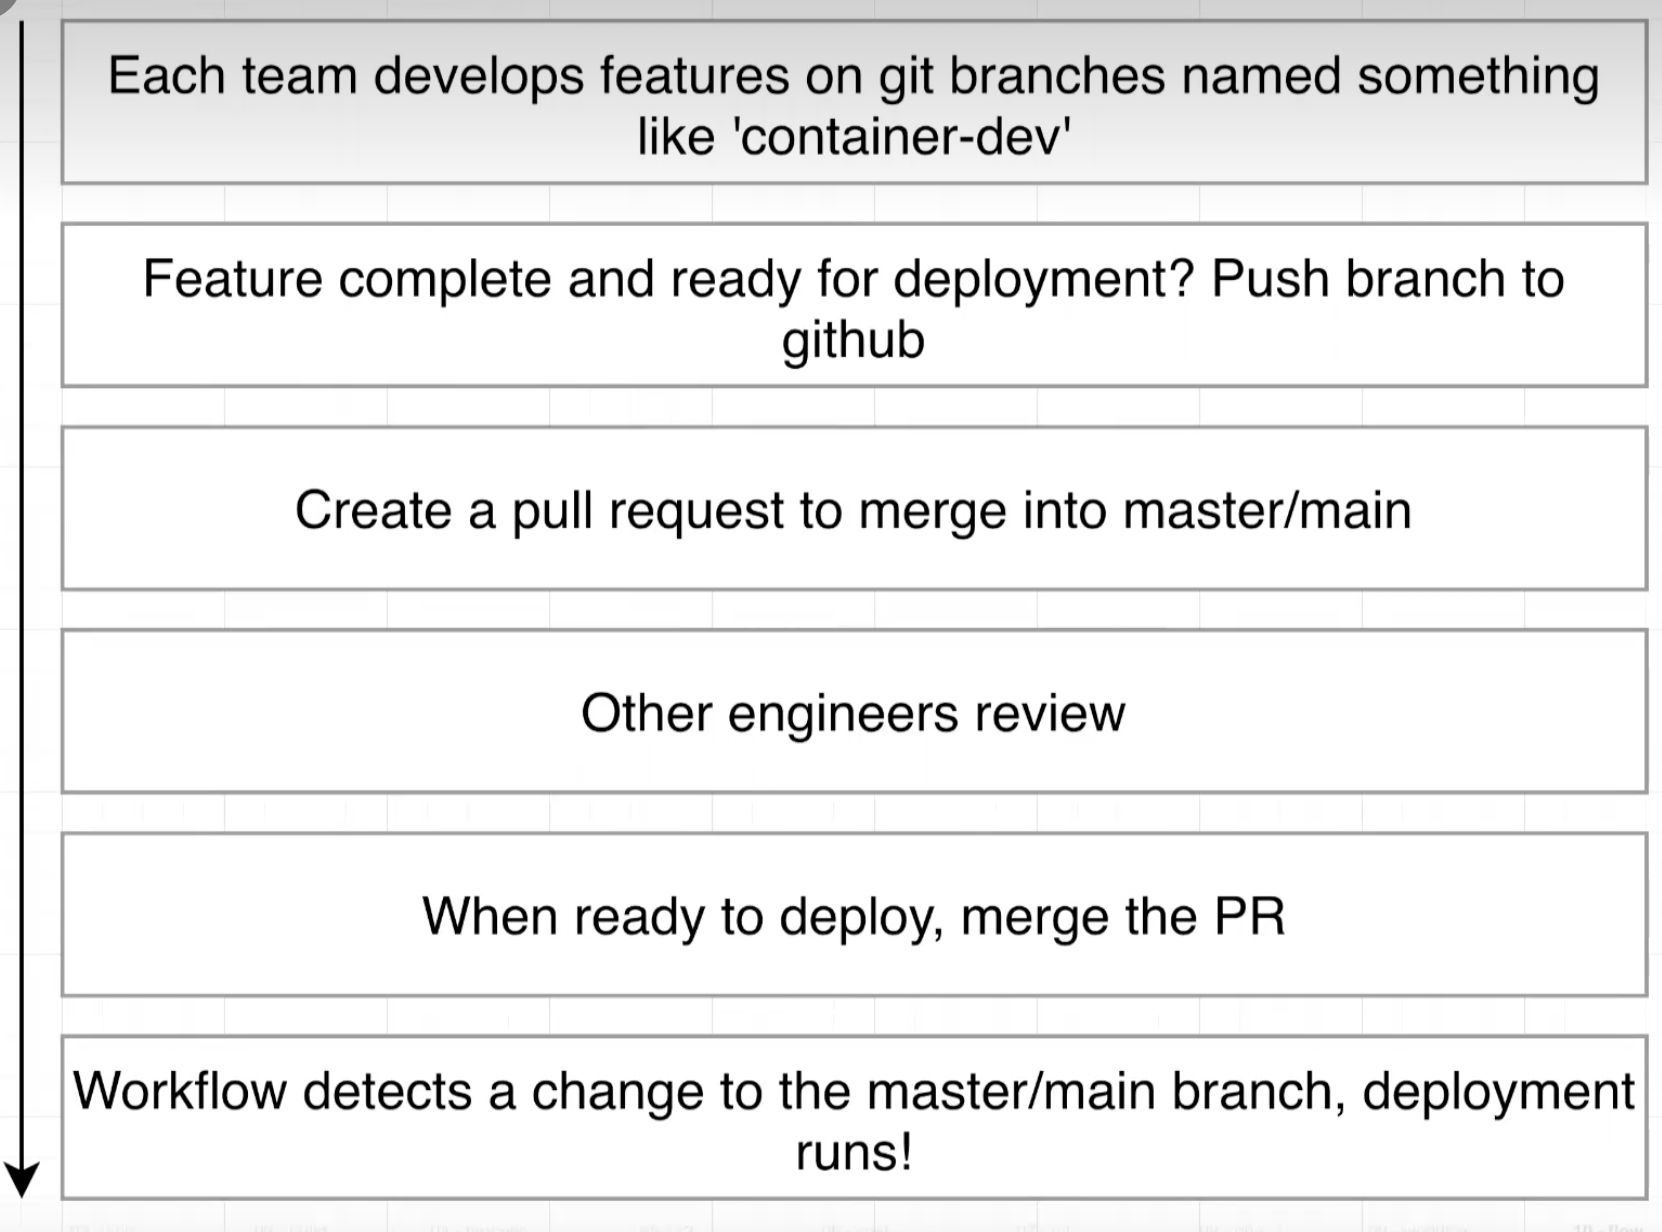 Each team develops features on git branches named something
like 'container-dev'
Feature complete and ready for deployment? Push branch to
github
Create a pull request to merge into master/main
Other engineers review
When ready to deploy, merge the PR
Workflow detects a change to the master/main branch, deployment
runs!